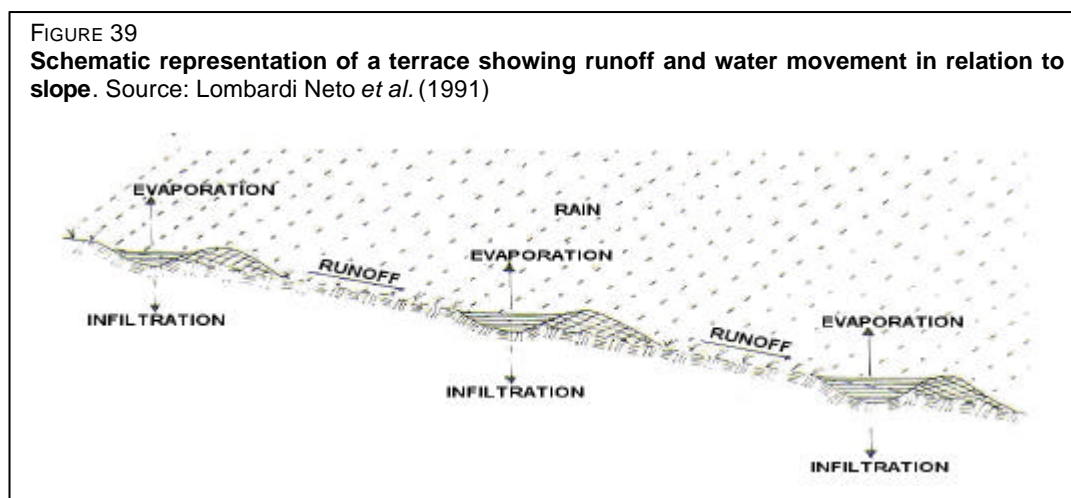 FIGURE 39
Schematic representation of a terrace showing runoff and water movement in relation to
slope. Source: Lombardi Neto et al. (1991)
EVAPORATION
RAIN
EVAPORATION
RUNOFF
INFILTRATION
EVAPORATION
RUNOFF
INFILTRATION
INFILTRATION